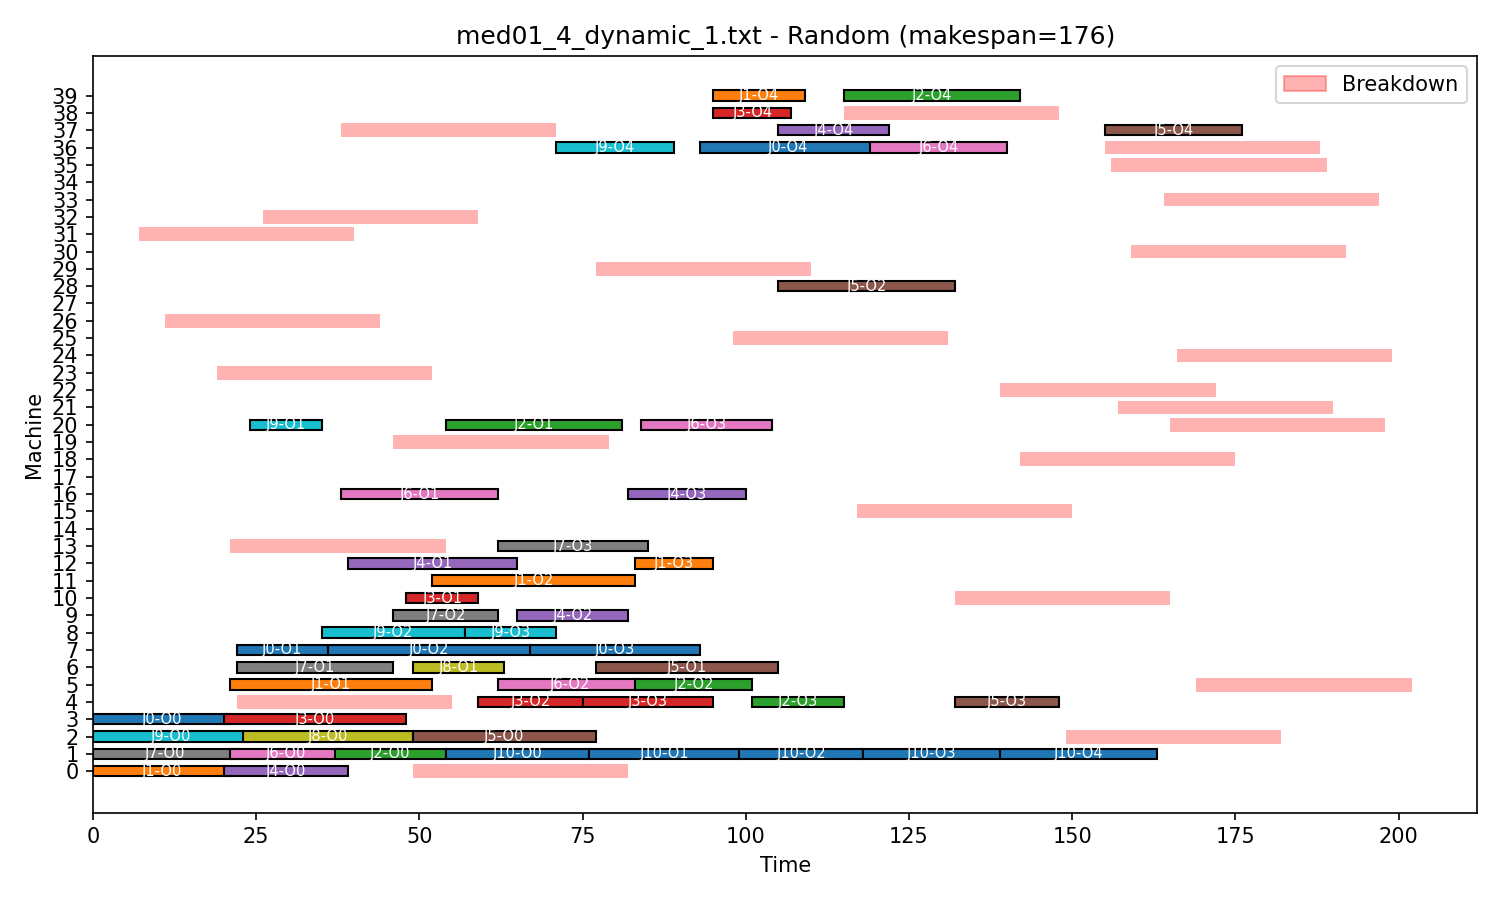 med01_4_dynamic_1.txt - Random (makespan=176)
Breakdown
Machine
39 J1-O4 J2-O4
38 J3-O4
37 J4-O4 J5-O4
36 J9-O4 J0-O4 J6-O4
35
34
33
32
31
30
29
28 J5-O2
27
26
25
24
23
22
21
20 J9-O1 J2-O1 J6-O3
19
18
17
16 J6-O1 J4-O3
15
14
13 J7-O3
12 J4-O1 J1-O3
11 J1-O2
10 J3-O1
9 J7-O2 J4-O2
8 J9-O2 J9-O3
7 J0-O1 J0-O2 J0-O3
6 J7-O1 J8-O1 J5-O1
5 J1-O1 J6-O2 J2-O2
4 J3-O2 J3-O3 J2-O3 J5-O3
3 J0-O0 J3-O0
2 J9-O0 J8-O0 J5-O0
1 J7-O0 J6-O0 J2-O0 J10-O0 J10-O1 J10-O2 J10-O3 J10-O4
0 J1-O0 J4-O0
0 25 50 75 100 125 150 175 200
Time